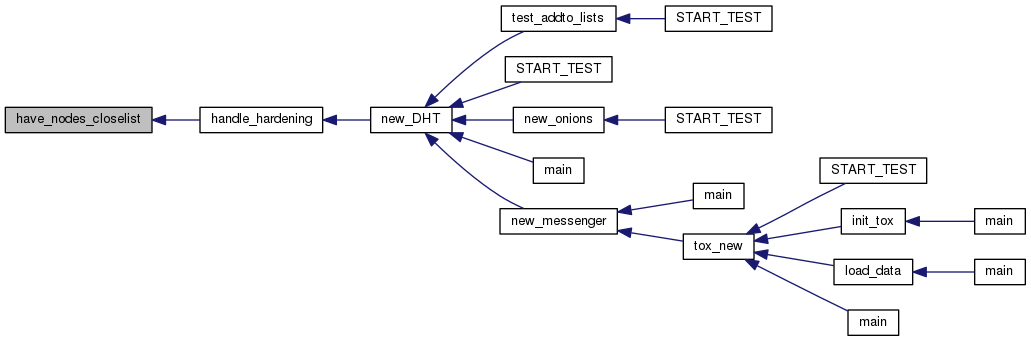 test_addto_lists
START_TEST
START_TEST
have_nodes_closelist
handle_hardening
new_DHT
new_onions
START_TEST
main
START_TEST
main
new_messenger
init_tox
main
tox_new
load_data
main
main